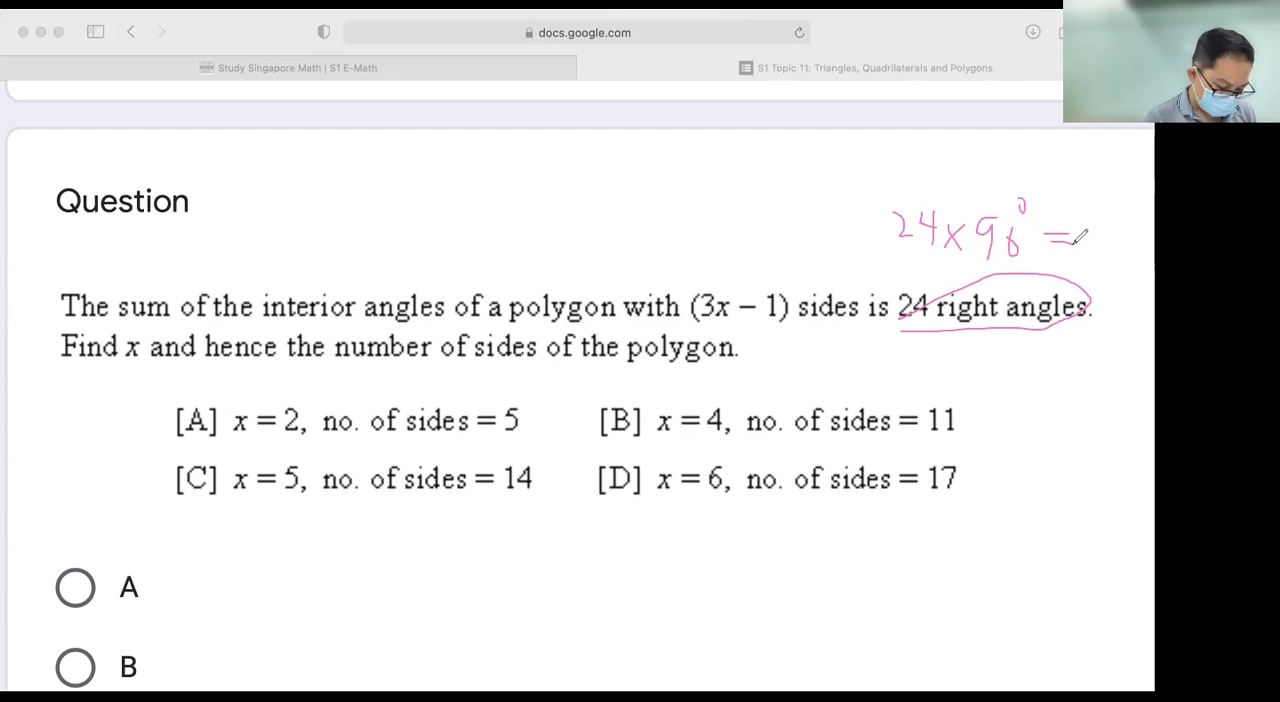 docs.google.com
Study Singapore Math | S1 E-Math
S1 Topic 11: Triangles, Quadrilaterals and Polygons
Question
24 x 90° =
The sum of the interior angles of a polygon with (3x − 1) sides is 24 right angles.
Find x and hence the number of sides of the polygon.
[A] x = 2, no. of sides = 5 [B] x = 4, no. of sides = 11
[C] x = 5, no. of sides = 14 [D] x = 6, no. of sides = 17
A
B